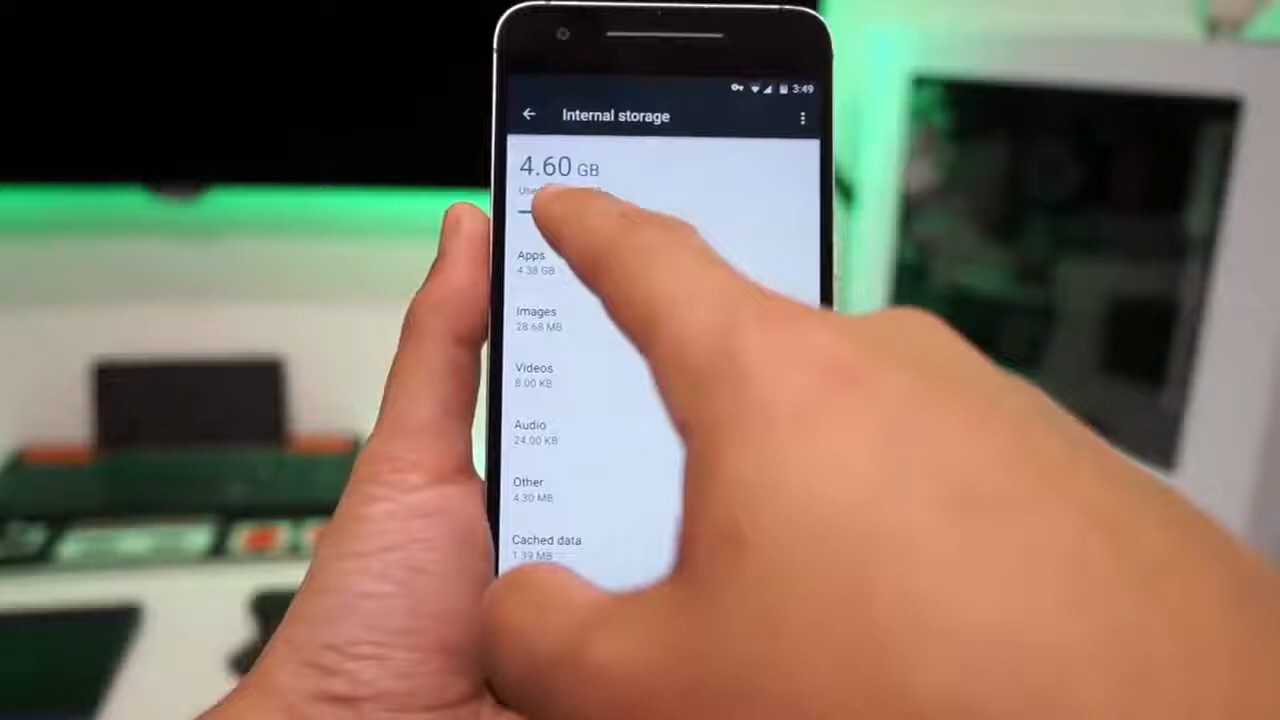 3:49
Internal storage
4.60 GB
Apps
4.38 GB
Images
28.68 MB
Videos
8.00 KB
Audio
24.00 KB
Other
4.30 MB
Cached data
1.39 MB